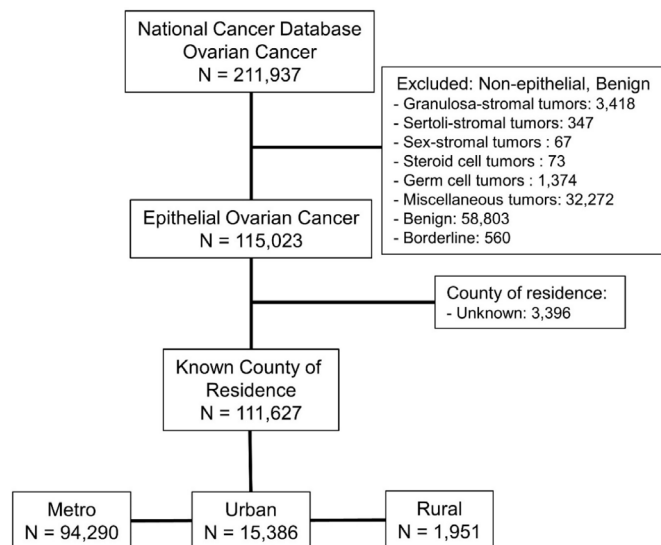 National Cancer Database
Ovarian Cancer
N = 211,937
Excluded: Non-epithelial, Benign
- Granulosa-stromal tumors: 3,418
- Sertoli-stromal tumors: 347
- Sex-stromal tumors : 67
- Steroid cell tumors : 73
- Germ cell tumors : 1,374
- Miscellaneous tumors: 32,272
- Benign: 58,803
- Borderline: 560
Epithelial Ovarian Cancer
N = 115,023
County of residence:
- Unknown: 3,396
Known County of
Residence
N = 111,627
Metro
N = 94,290
Urban
N = 15,386
Rural
N = 1,951